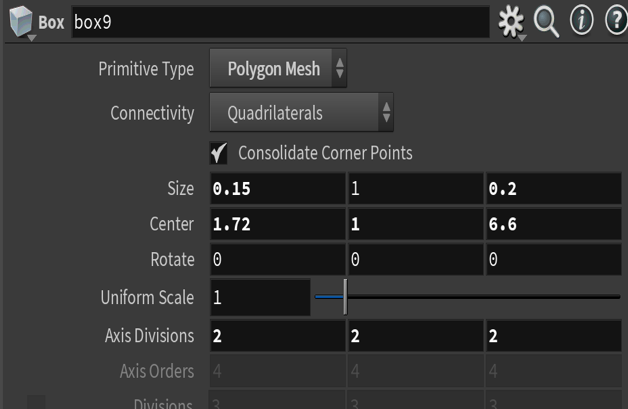 Box box9
Primitive Type Polygon Mesh
Connectivity Quadrilaterals
Consolidate Corner Points
Size 0.15 1 0.2
Center 1.72 1 6.6
Rotate 0 0 0
Uniform Scale 1
Axis Divisions 2 2 2
Axis Orders 4 4 4
Divisions 3 3 3